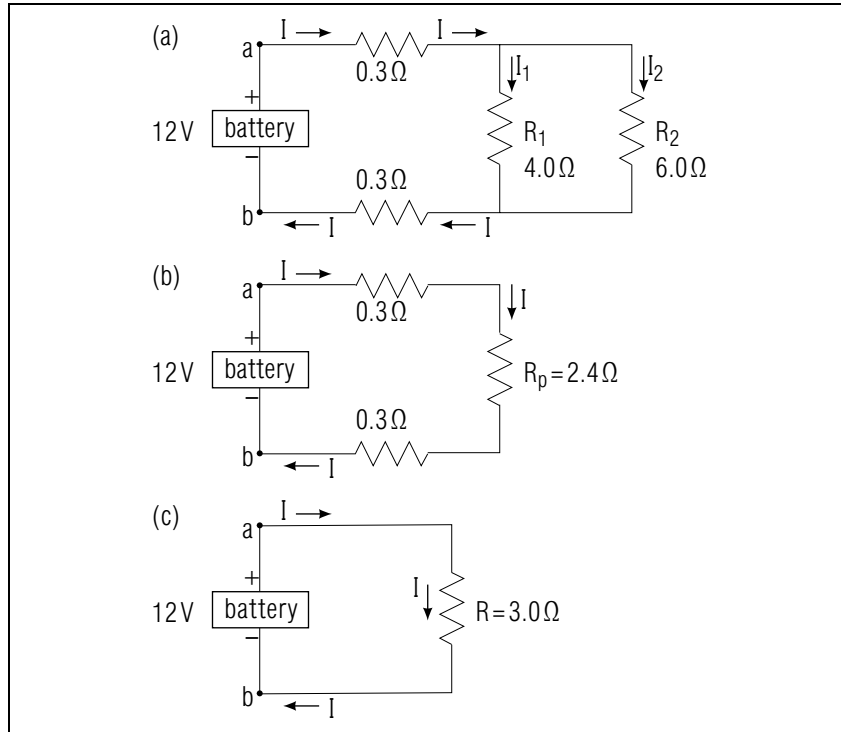 (a)
a
I
I
0.3Ω
I₁
I₂
+
12V
battery
−
R₁
4.0Ω
R₂
6.0Ω
0.3Ω
b
I
I
(b)
a
I
0.3Ω
I
+
12V
battery
−
Rₚ=2.4Ω
0.3Ω
b
I
(c)
a
I
+
12V
battery
−
I
R=3.0Ω
b
I